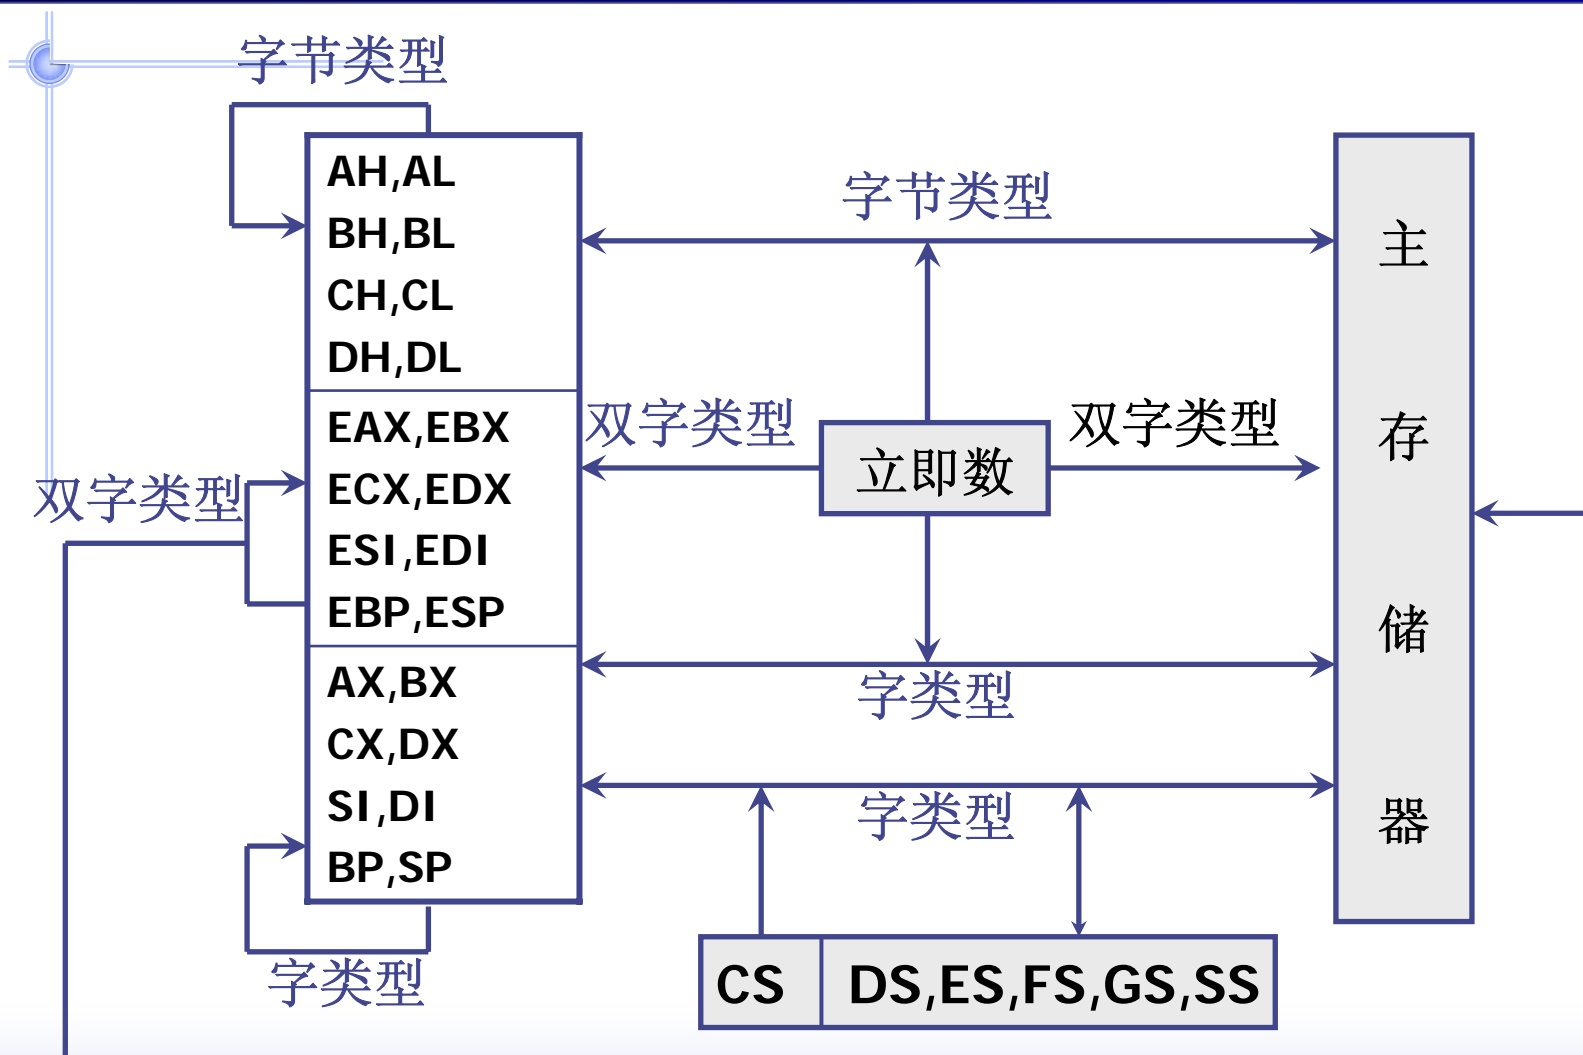 字节类型
AH,AL
BH,BL
CH,CL
DH,DL
字节类型
EAX,EBX
ECX,EDX
ESI,EDI
EBP,ESP
双字类型
双字类型
立即数
双字类型
AX,BX
CX,DX
SI,DI
BP,SP
字类型
字类型
字类型
CS
DS,ES,FS,GS,SS
主
存
储
器